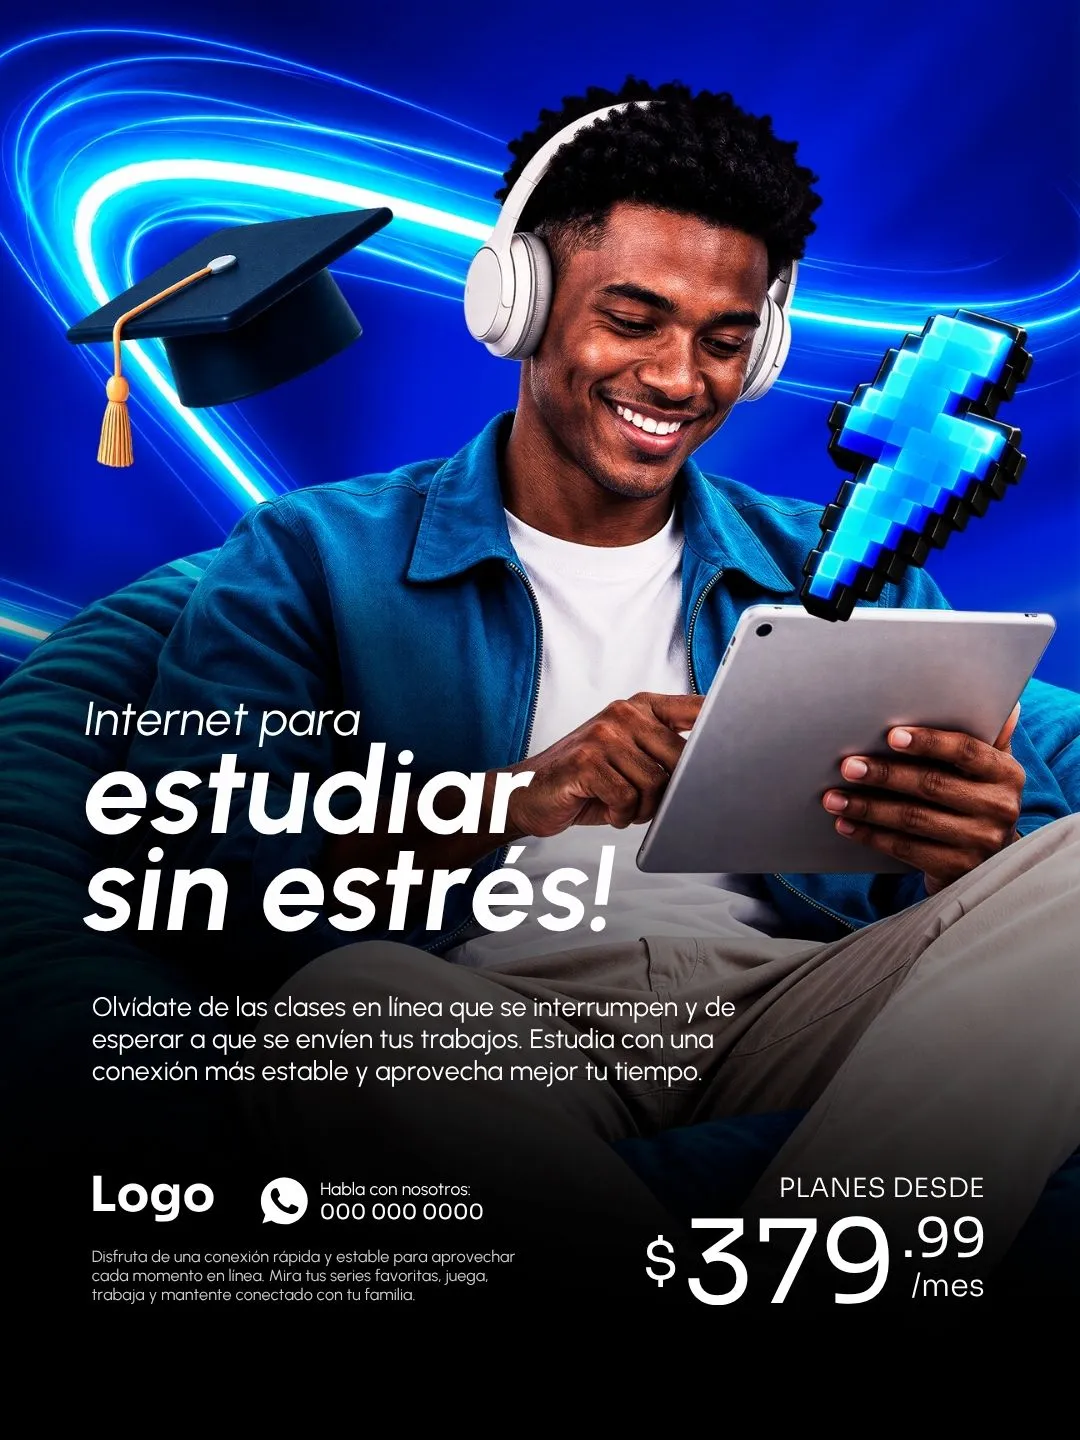 Internet para
estudiar
sin estrés!
Olvídate de las clases en línea que se interrumpen y de
esperar a que se envíen tus trabajos. Estudia con una
conexión más estable y aprovecha mejor tu tiempo.
Logo
Habla con nosotros:
000 000 0000
Disfruta de una conexión rápida y estable para aprovechar
cada momento en línea. Mira tus series favoritas, juega,
trabaja y mantente conectado con tu familia.
PLANES DESDE
$379.99
/mes